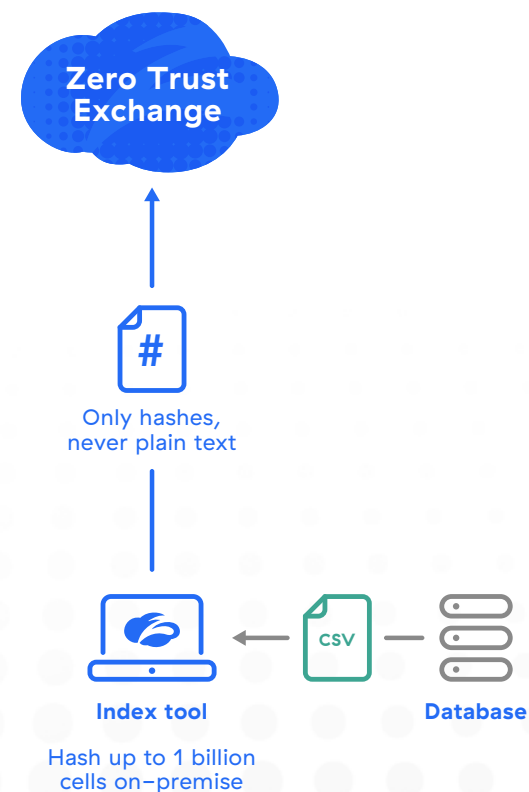 Zero Trust
Exchange
#
Only hashes,
never plain text
CSV
Index tool
Database
Hash up to 1 billion
cells on-premise